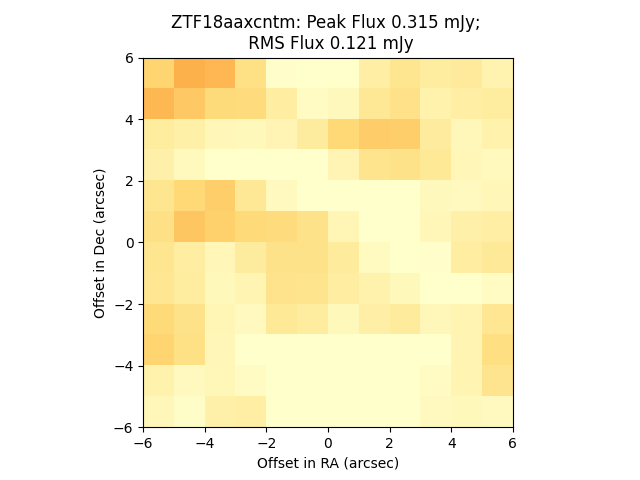 ZTF18aaxcntm: Peak Flux 0.315 mJy;
RMS Flux 0.121 mJy
6
4
2
0
−2
−4
−6
Offset in Dec (arcsec)
−6 −4 −2 0 2 4 6
Offset in RA (arcsec)